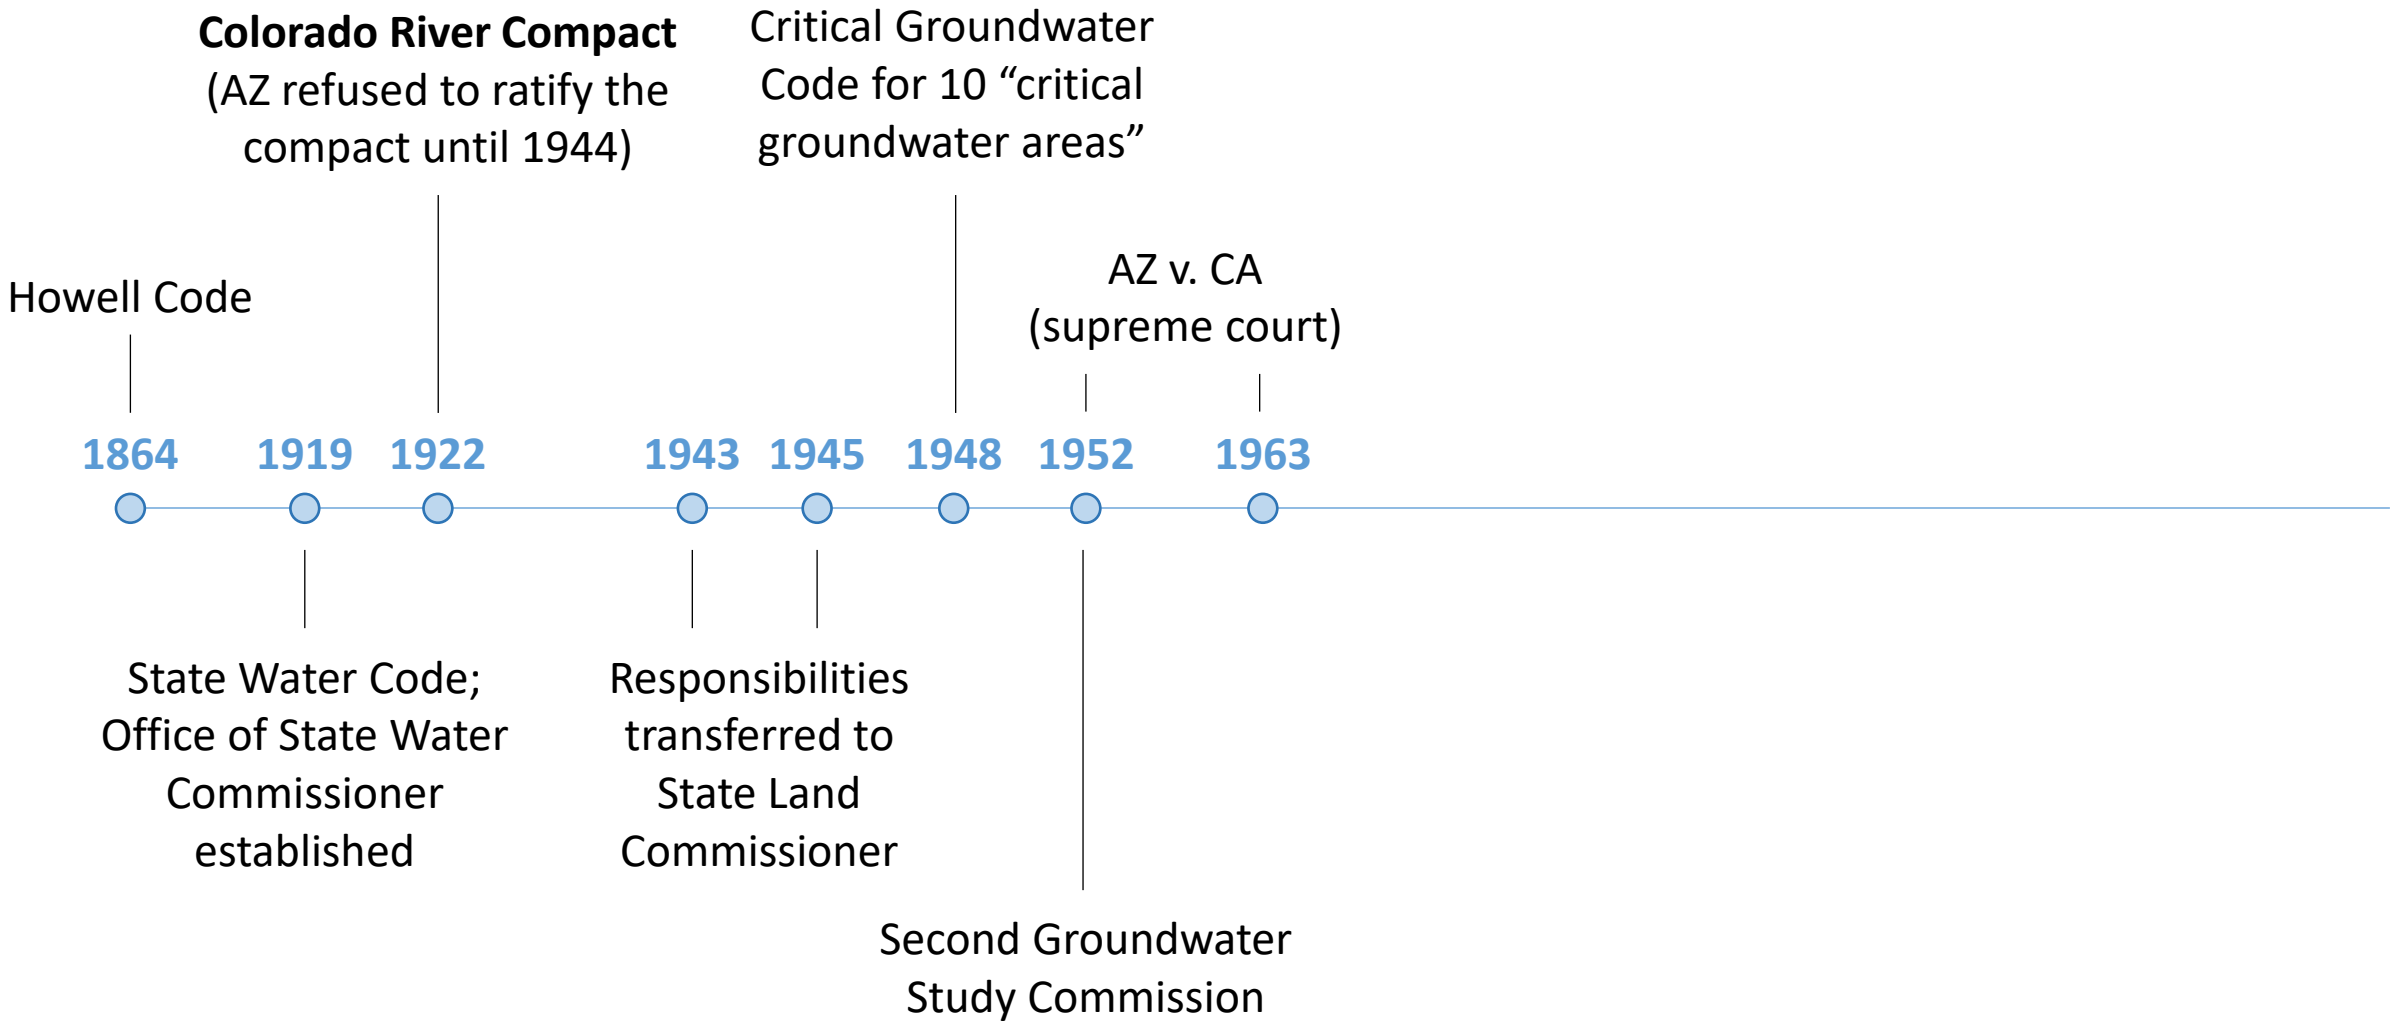 Colorado River Compact
(AZ refused to ratify the
compact until 1944)
Critical Groundwater
Code for 10 “critical
groundwater areas”
Howell Code
AZ v. CA
(supreme court)
1864 1919 1922 1943 1945 1948 1952 1963
State Water Code;
Office of State Water
Commissioner
established
Responsibilities
transferred to
State Land
Commissioner
Second Groundwater
Study Commission